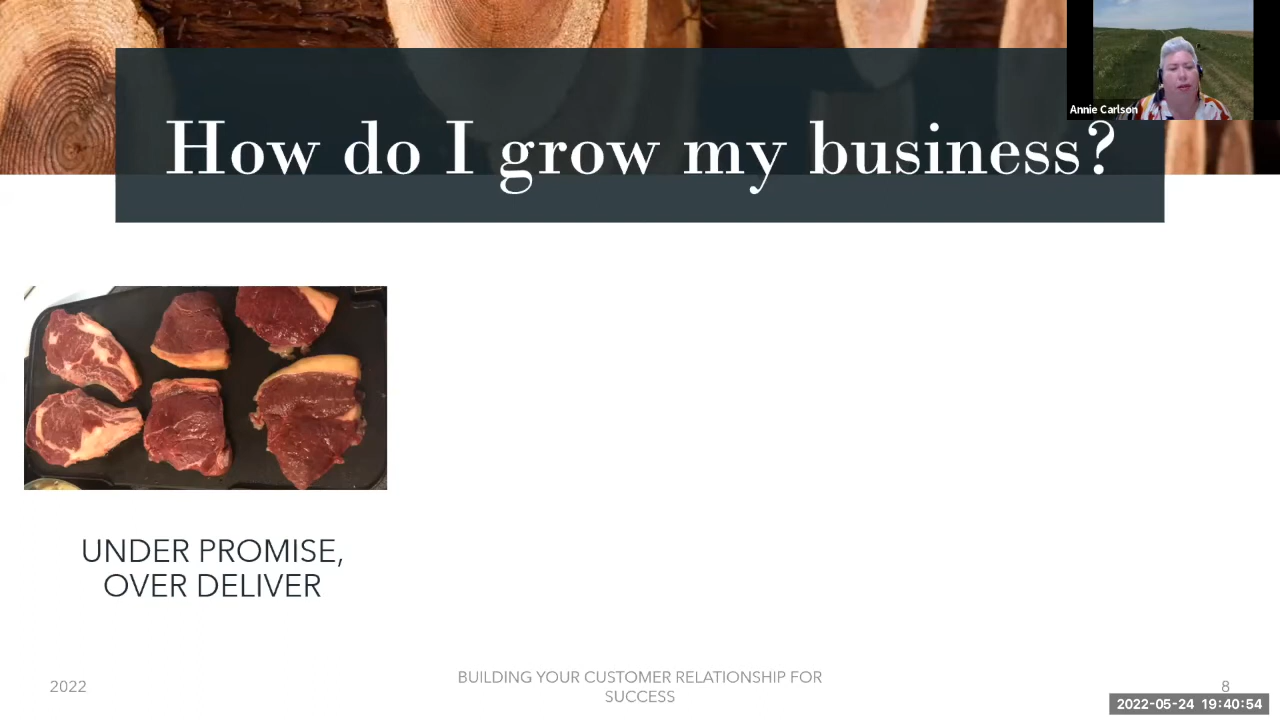 How do I grow my business?
Annie Carlson
UNDER PROMISE,
OVER DELIVER
2022
BUILDING YOUR CUSTOMER RELATIONSHIP FOR
SUCCESS
8
2022-05-24 19:40:54